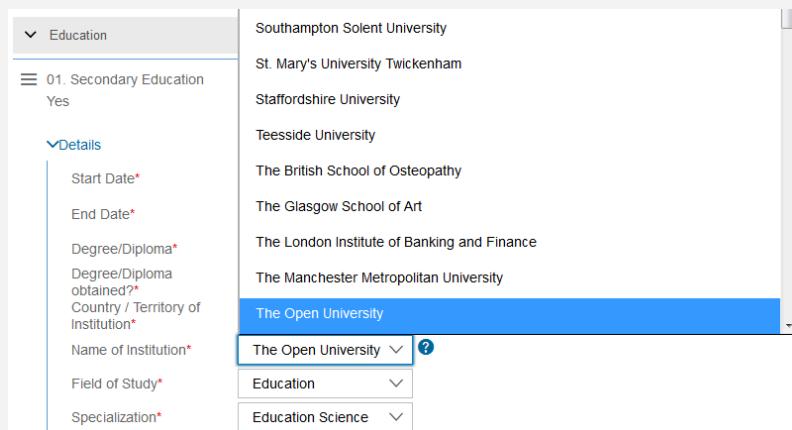 Education
01. Secondary Education
Yes
Details
Start Date*
End Date*
Degree/Diploma*
Degree/Diploma
obtained?*
Country / Territory of
Institution*
Southampton Solent University
St. Mary's University Twickenham
Staffordshire University
Teesside University
The British School of Osteopathy
The Glasgow School of Art
The London Institute of Banking and Finance
The Manchester Metropolitan University
The Open University
Name of Institution* The Open University ?
Field of Study* Education
Specialization* Education Science